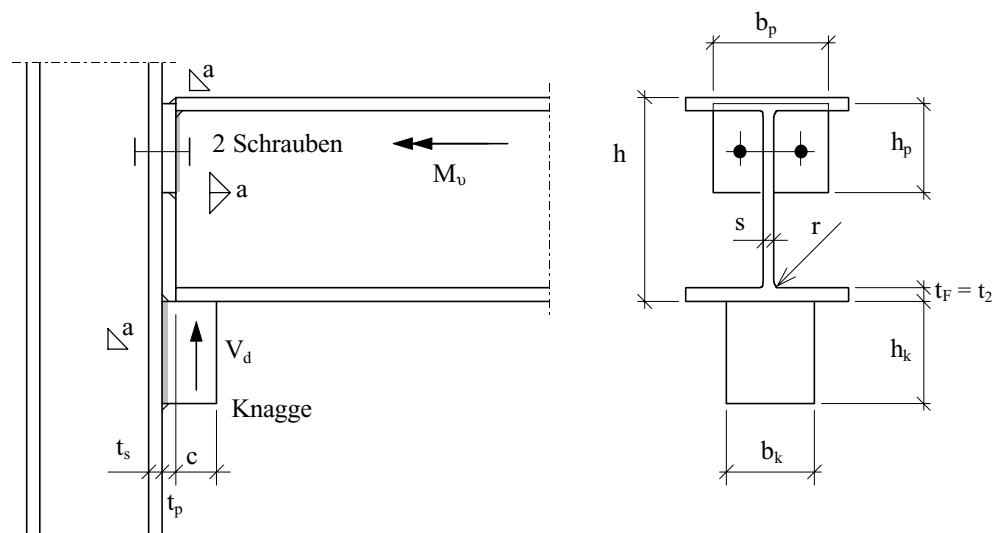 a
2 Schrauben
M_υ
a
a
V_d
Knagge
t_s
c
t_p
b_p
h
h_p
s
r
t_F = t_2
h_k
b_k